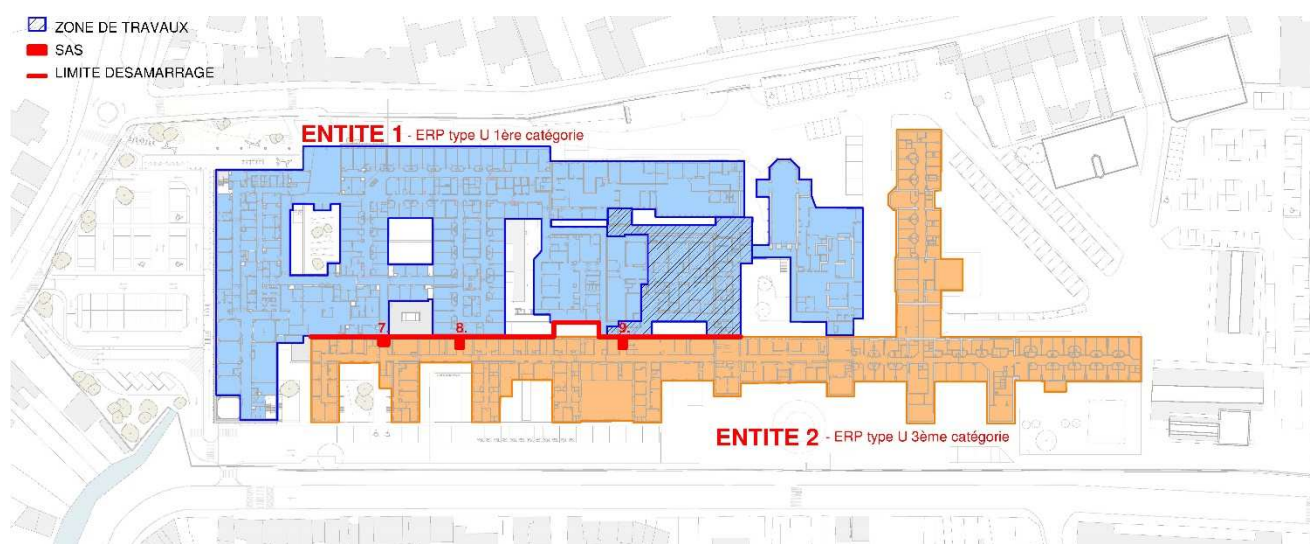 ZONE DE TRAVAUX
SAS
LIMITE DESAMARRAGE
ENTITE 1 - ERP type U 1ère catégorie
7.
8.
9.
ENTITE 2 - ERP type U 3ème catégorie